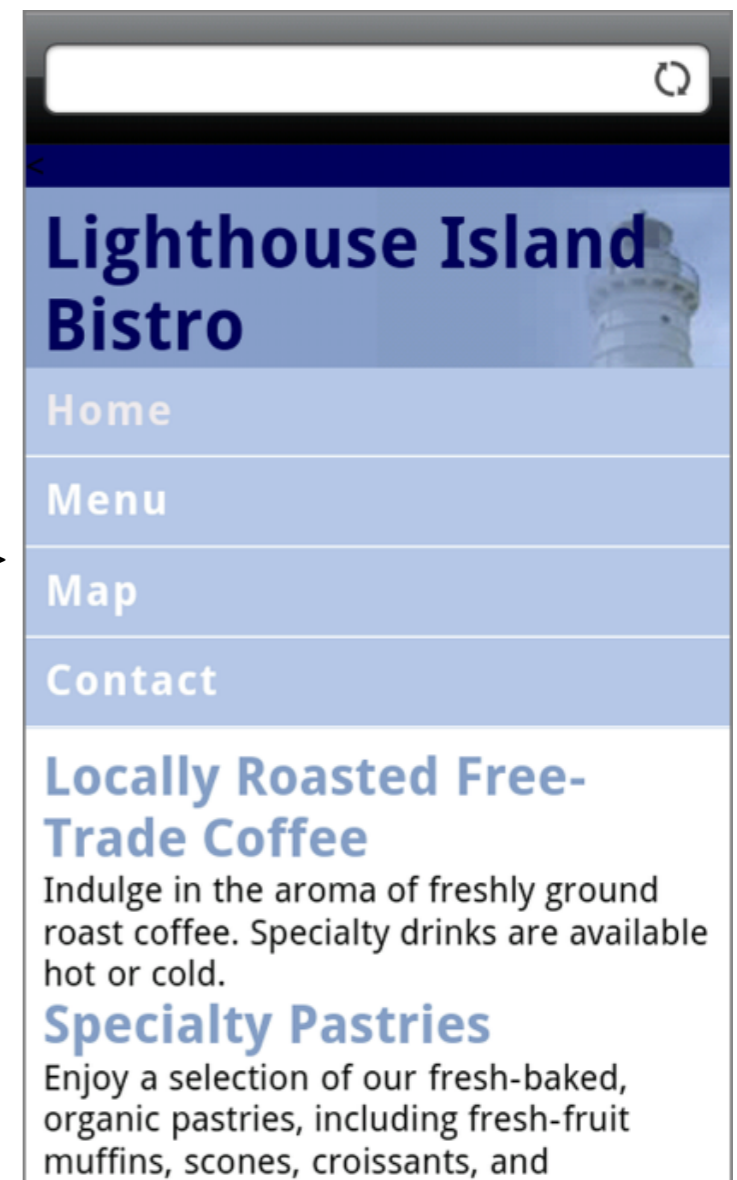 <
Lighthouse Island
Bistro
Home
Menu
Map
Contact
Locally Roasted Free-
Trade Coffee
Indulge in the aroma of freshly ground
roast coffee. Specialty drinks are available
hot or cold.
Specialty Pastries
Enjoy a selection of our fresh-baked,
organic pastries, including fresh-fruit
muffins, scones, croissants, and